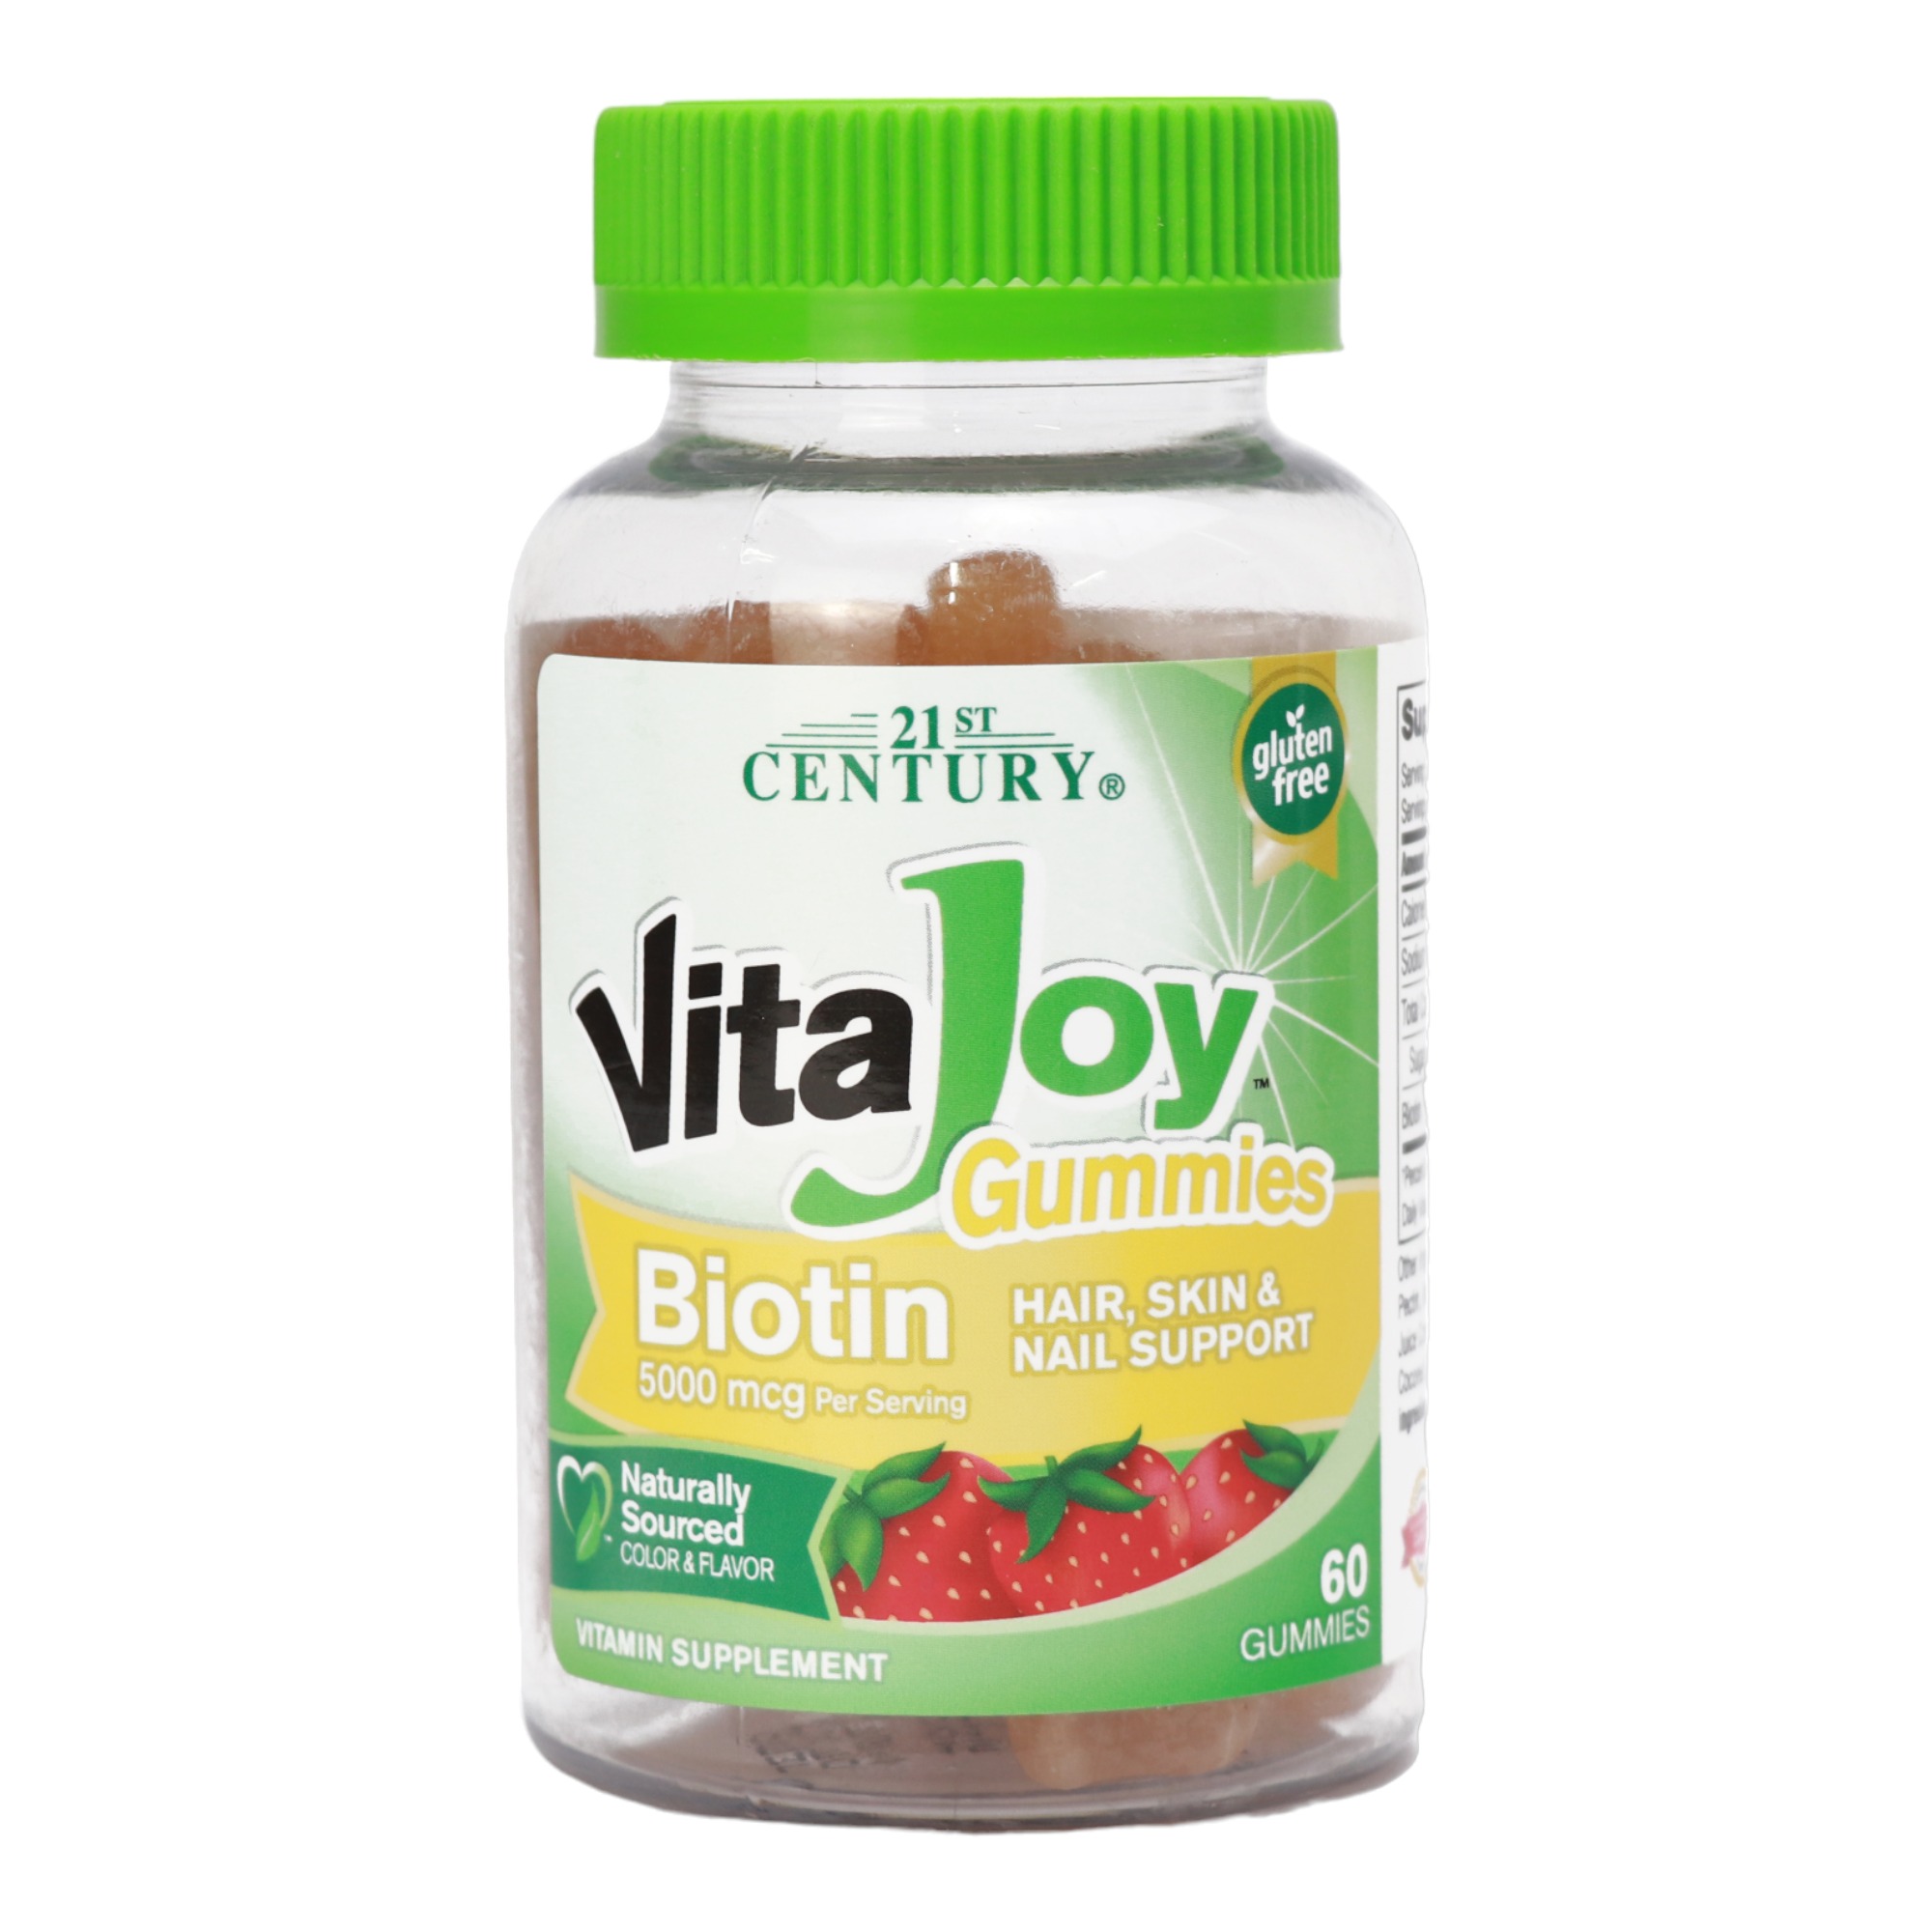 21ST
CENTURY®
gluten
free
VitaJoy™
Gummies
Biotin
5000 mcg Per Serving
HAIR, SKIN &
NAIL SUPPORT
Naturally
Sourced
COLOR & FLAVOR
60
GUMMIES
VITAMIN SUPPLEMENT